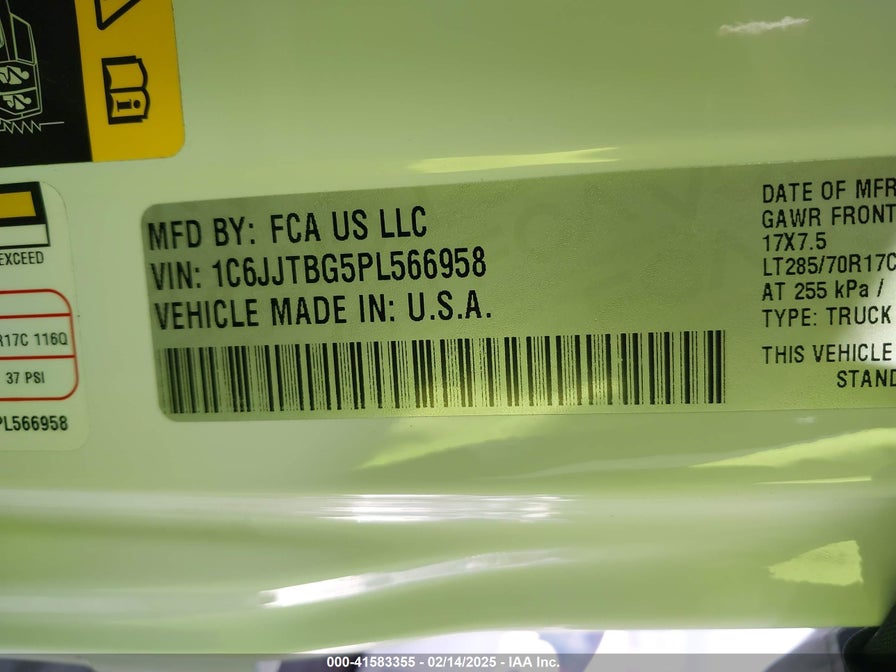 EXCEED
R17C 116Q
37 PSI
PL566958
MFD BY: FCA US LLC
VIN: 1C6JJTBG5PL566958
VEHICLE MADE IN: U.S.A.
DATE OF MFR
GAWR FRONT
17X7.5
LT285/70R17C
AT 255 kPa /
TYPE: TRUCK
THIS VEHICLE
STAND
000-41583355 - 02/14/2025 - IAA Inc.